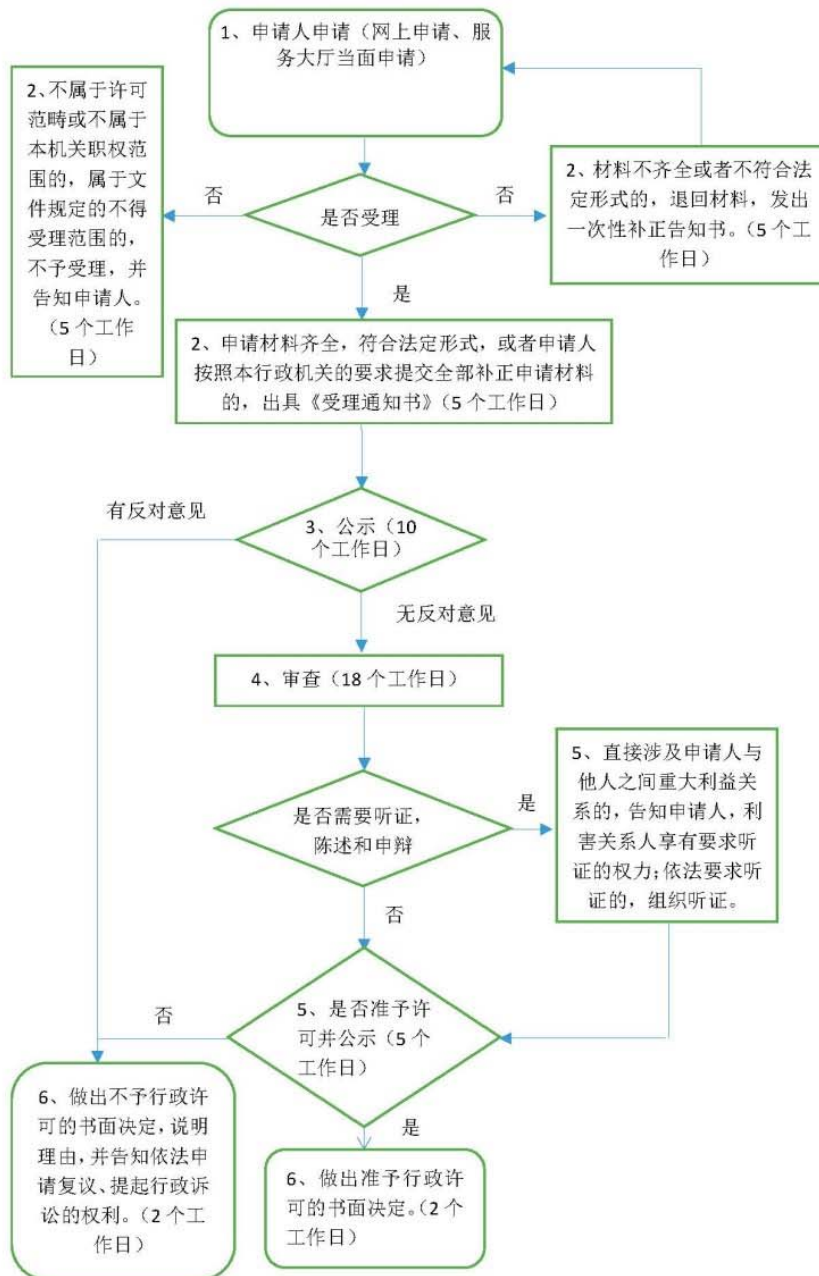 1、申请人申请（网上申请、服
务大厅当面申请）
2、不属于许可
范畴或不属于
本机关职权范
围的，属于文
件规定的不得
受理范围的，
不予受理，并
告知申请人。
（5个工作
日）
否
是否受理
否
2、材料不齐全或者不符合法
定形式的，退回材料，发出
一次性补正告知书。（5个工
作日）
是
2、申请材料齐全，符合法定形式，或者申请人
按照本行政机关的要求提交全部补正申请材料
的，出具《受理通知书》（5个工作日）
有反对意见
3、公示（10
个工作日）
无反对意见
4、审查（18个工作日）
是否需要听证，
陈述和申辩
是
5、直接涉及申请人与
他人之间重大利益关
系的，告知申请人，利
害关系人享有要求听
证的权力；依法要求听
证的，组织听证。
否
5、是否准予许
可并公示（5个
工作日）
否
6、做出不予行政许
可的书面决定，说明
理由，并告知依法申
请复议、提起行政诉
讼的权利。（2个工
作日）
是
6、做出准予行政许
可的书面决定。（2个
工作日）